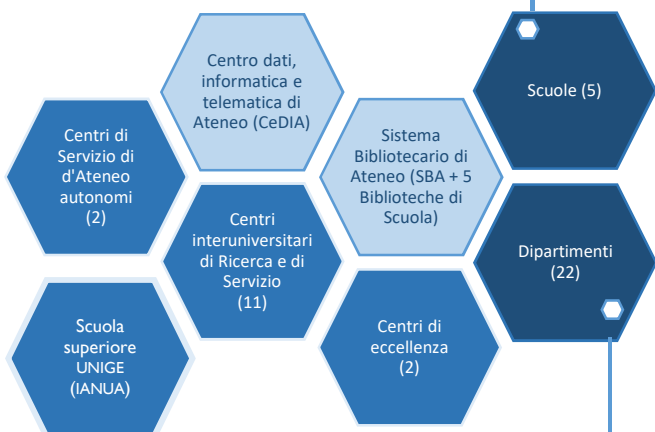 Centro dati,
informatica e
telematica di
Ateneo (CeDIA)
Scuole (5)
Centri di
Servizio di
d'Ateneo
autonomi
(2)
Sistema
Bibliotecario di
Ateneo (SBA + 5
Biblioteche di
Scuola)
Centri
interuniversitari
di Ricerca e di
Servizio
(11)
Dipartimenti
(22)
Scuola
superiore
UNIGE
(IANUA)
Centri di
eccellenza
(2)